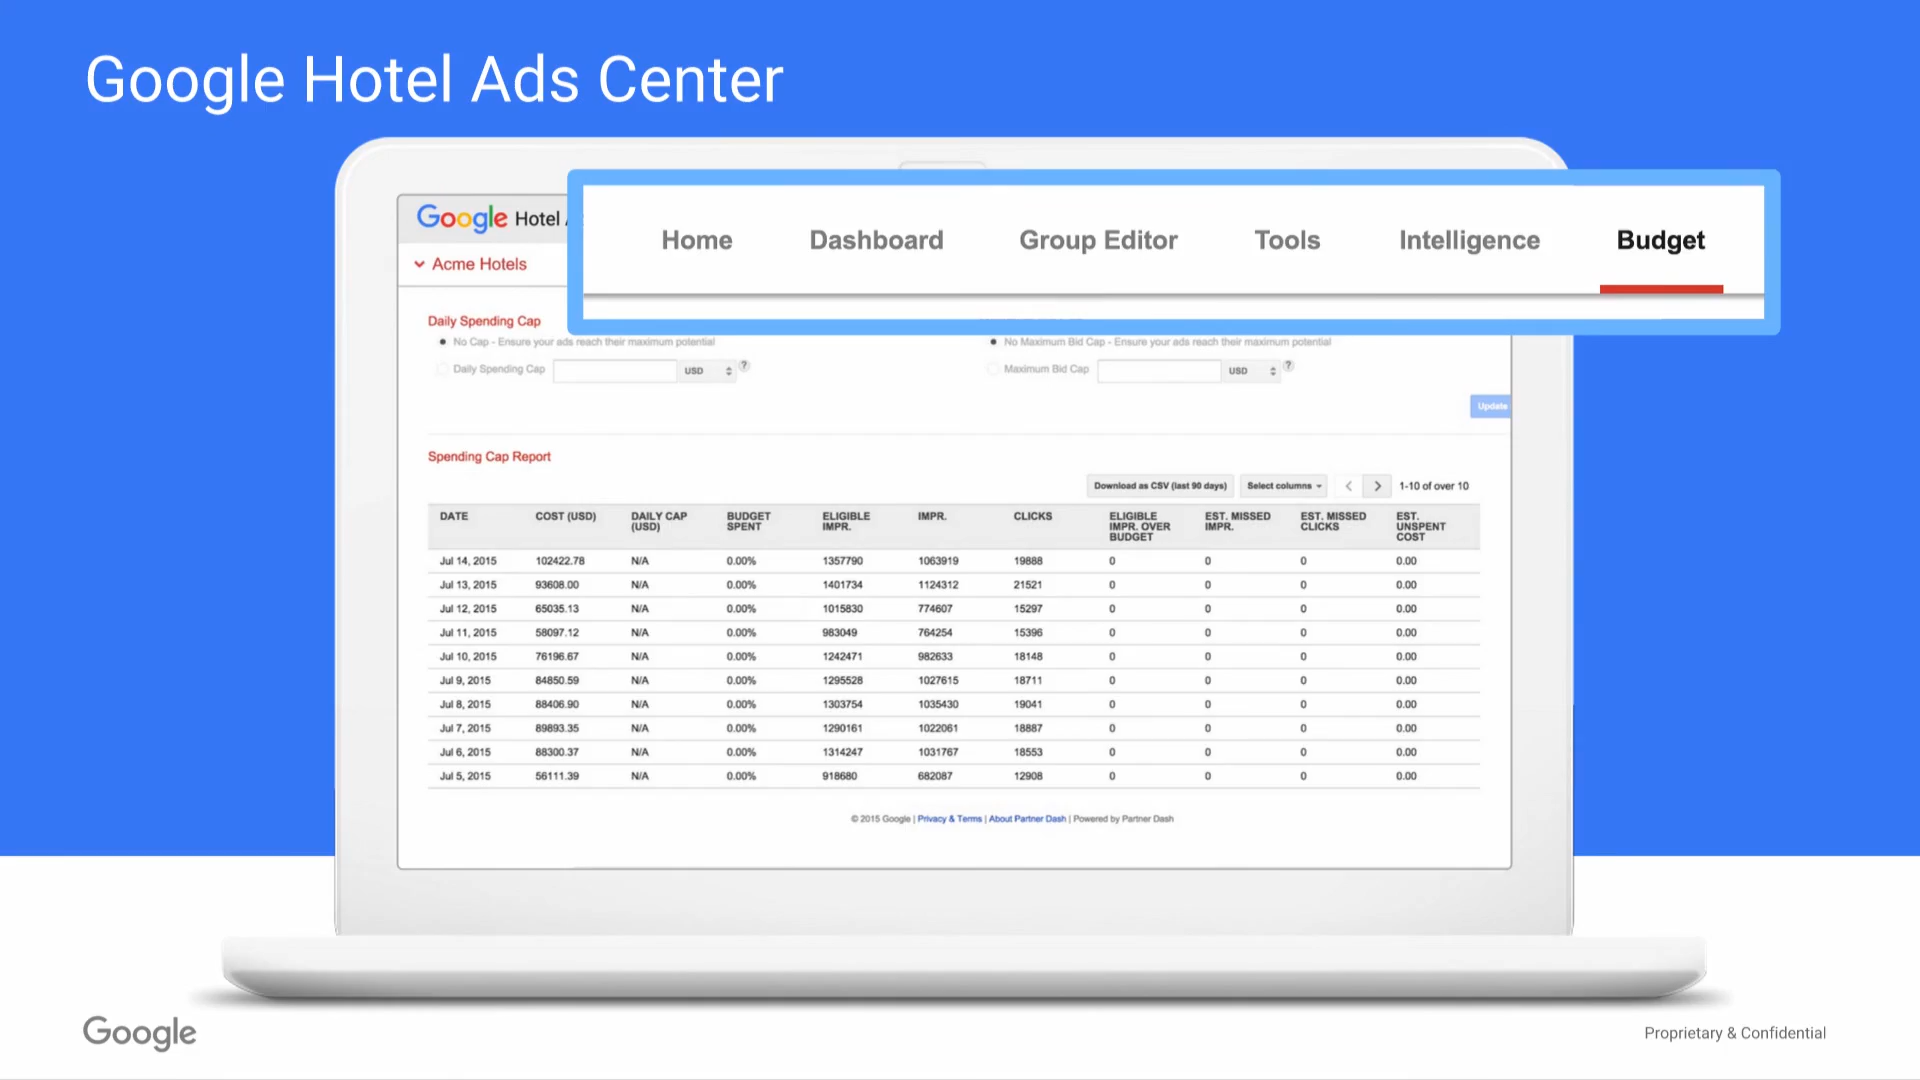 Google Hotel Ads Center
Google Hotel
Home Dashboard Group Editor Tools Intelligence Budget
Acme Hotels
Daily Spending Cap
No Cap - Ensure your ads reach their maximum potential
No Maximum Bid Cap - Ensure your ads reach their maximum potential
Daily Spending Cap USD ?
Maximum Bid Cap USD ?
Update
Spending Cap Report
Download as CSV (last 90 days) Select columns 1-10 of over 10
DATE COST (USD) DAILY CAP (USD) BUDGET SPENT ELIGIBLE IMPR. IMPR. CLICKS ELIGIBLE IMPR. OVER BUDGET EST. MISSED IMPR. EST. MISSED CLICKS EST. UNSPENT COST
Jul 14, 2015 102422.78 N/A 0.00% 1357790 1063919 19888 0 0 0 0.00
Jul 13, 2015 93608.00 N/A 0.00% 1401734 1124312 21521 0 0 0 0.00
Jul 12, 2015 65035.13 N/A 0.00% 1015830 774607 15297 0 0 0 0.00
Jul 11, 2015 58097.12 N/A 0.00% 983049 764254 15396 0 0 0 0.00
Jul 10, 2015 76196.67 N/A 0.00% 1242471 982633 18148 0 0 0 0.00
Jul 9, 2015 84850.59 N/A 0.00% 1295528 1027615 18711 0 0 0 0.00
Jul 8, 2015 88406.90 N/A 0.00% 1303754 1035430 19041 0 0 0 0.00
Jul 7, 2015 89893.35 N/A 0.00% 1290161 1022061 18887 0 0 0 0.00
Jul 6, 2015 88300.37 N/A 0.00% 1314247 1031767 18553 0 0 0 0.00
Jul 5, 2015 56111.39 N/A 0.00% 918680 682087 12908 0 0 0 0.00
© 2015 Google | Privacy & Terms | About Partner Dash | Powered by Partner Dash
Google
Proprietary & Confidential